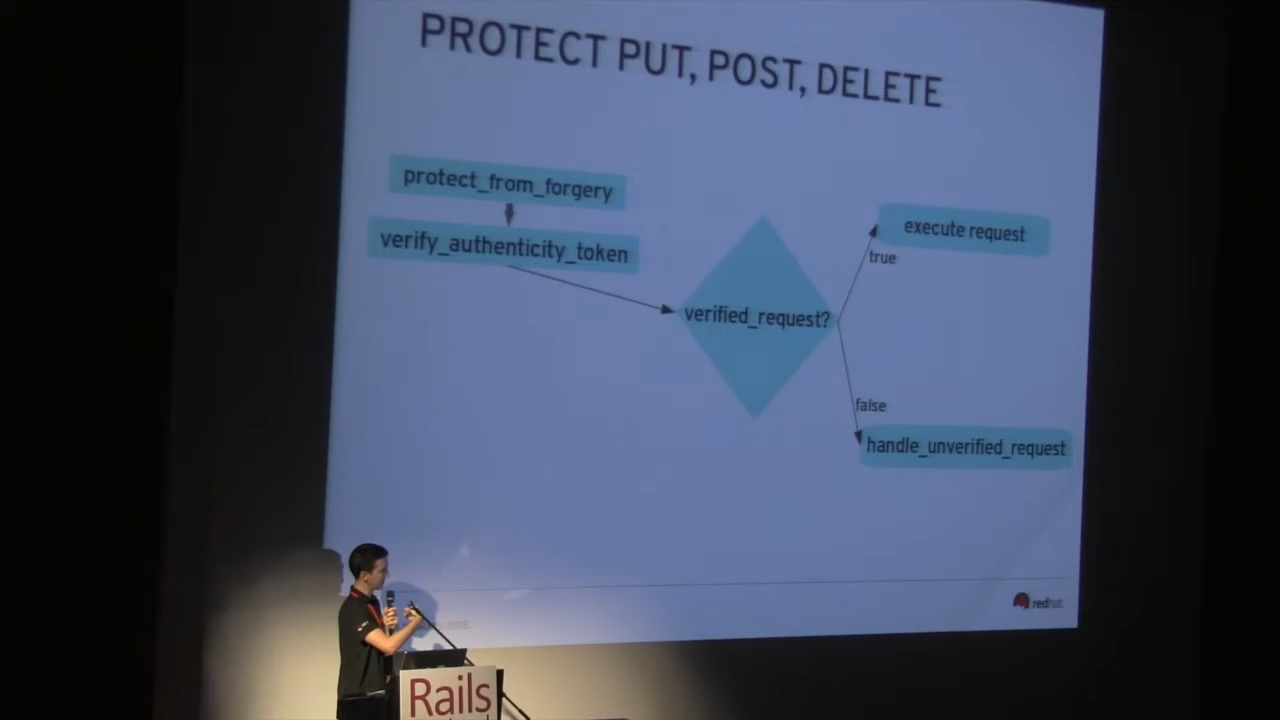 PROTECT PUT, POST, DELETE
protect_from_forgery
verify_authenticity_token
verified_request?
execute request
true
false
handle_unverified_request
redhat
Rails